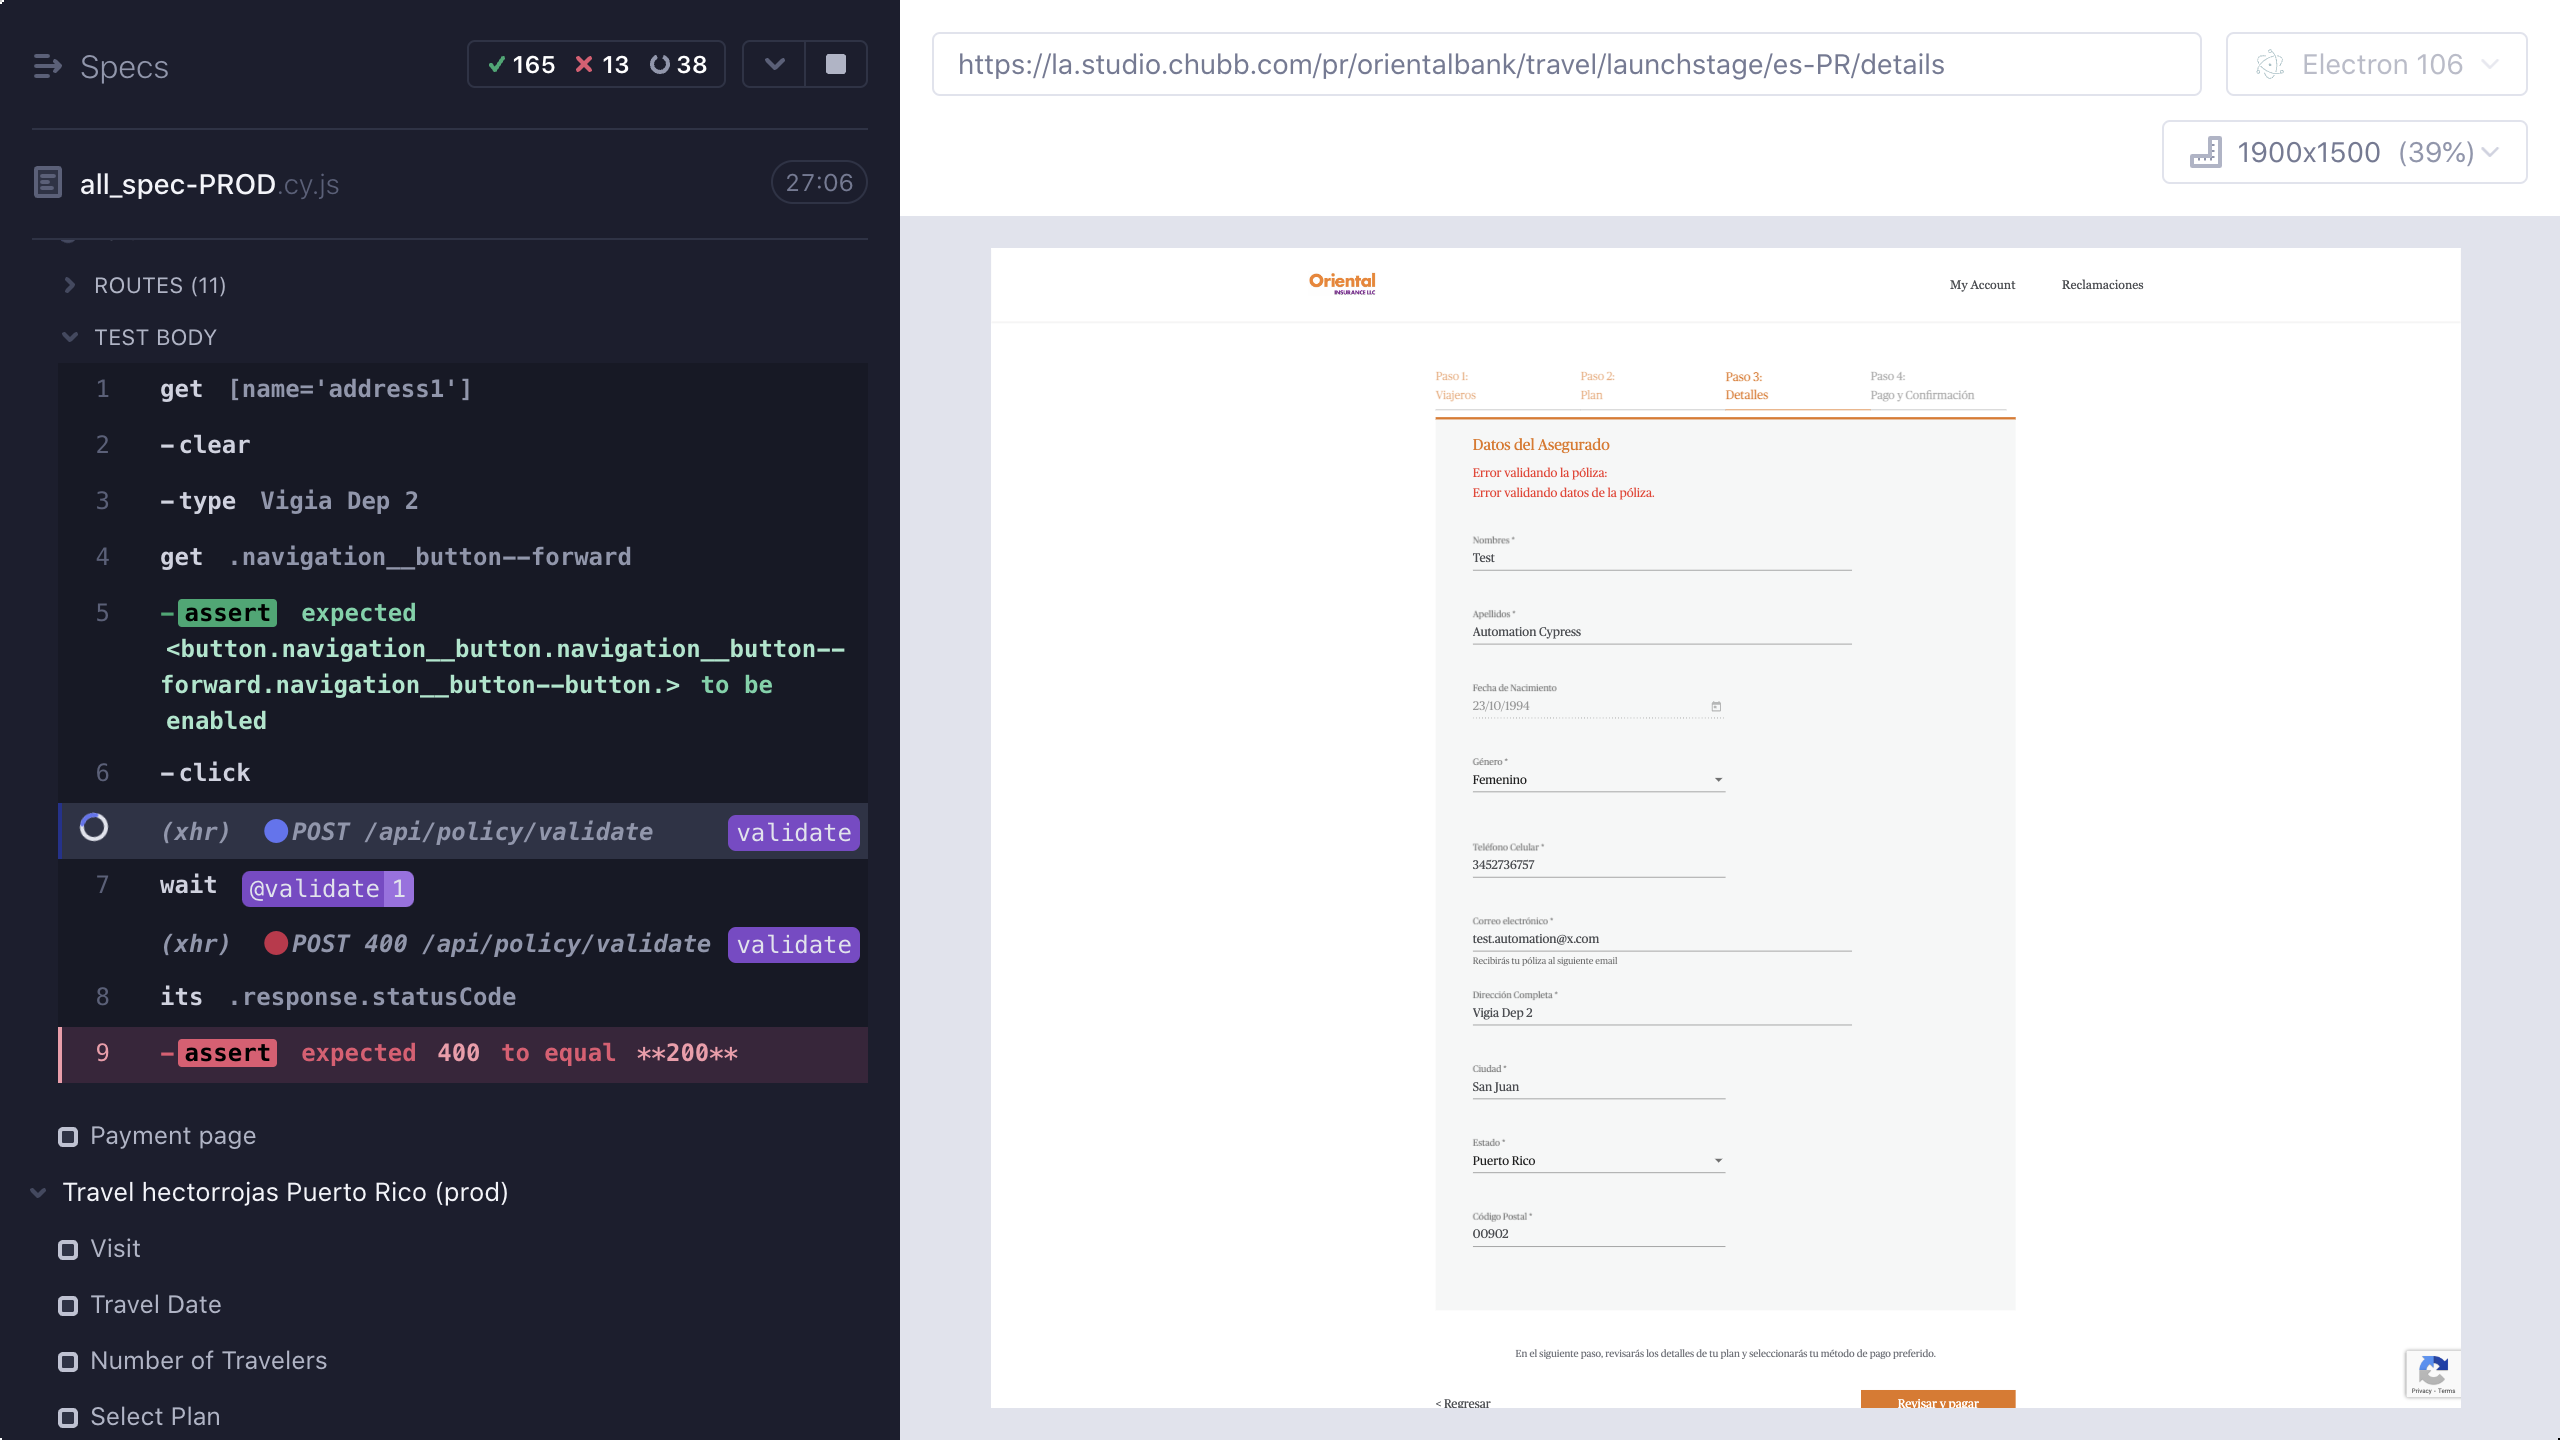 Specs
165 13 38
all_spec-PROD.cy.js
27:06
ROUTES (11)
TEST BODY
1 get [name='address1']
2 -clear
3 -type Vigia Dep 2
4 get .navigation__button--forward
5 -assert expected
<button.navigation__button.navigation__button--
forward.navigation__button--button.> to be
enabled
6 -click
(xhr) POST /api/policy/validate validate
7 wait @validate 1
(xhr) POST 400 /api/policy/validate validate
8 its .response.statusCode
9 -assert expected 400 to equal **200**
Payment page
Travel hectorrojas Puerto Rico (prod)
Visit
Travel Date
Number of Travelers
Select Plan
https://la.studio.chubb.com/pr/orientalbank/travel/launchstage/es-PR/details
Electron 106
1900x1500 (39%)
Oriental
INSURANCE LLC
My Account Reclamaciones
Paso 1: Paso 2: Paso 3: Paso 4:
Viajeros Plan Detalles Pago y Confirmación
Datos del Asegurado
Error validando la póliza:
Error validando datos de la póliza.
Nombres *
Test
Apellidos *
Automation Cypress
Fecha de Nacimiento
23/10/1994
Género *
Femenino
Teléfono Celular *
3452736757
Correo electrónico *
test.automation@x.com
Recibirás tu póliza al siguiente email
Dirección Completa *
Vigia Dep 2
Ciudad *
San Juan
Estado *
Puerto Rico
Código Postal *
00902
En el siguiente paso, revisarás los detalles de tu plan y seleccionarás tu método de pago preferido.
< Regresar
Revisar y pagar
Privacy - Terms